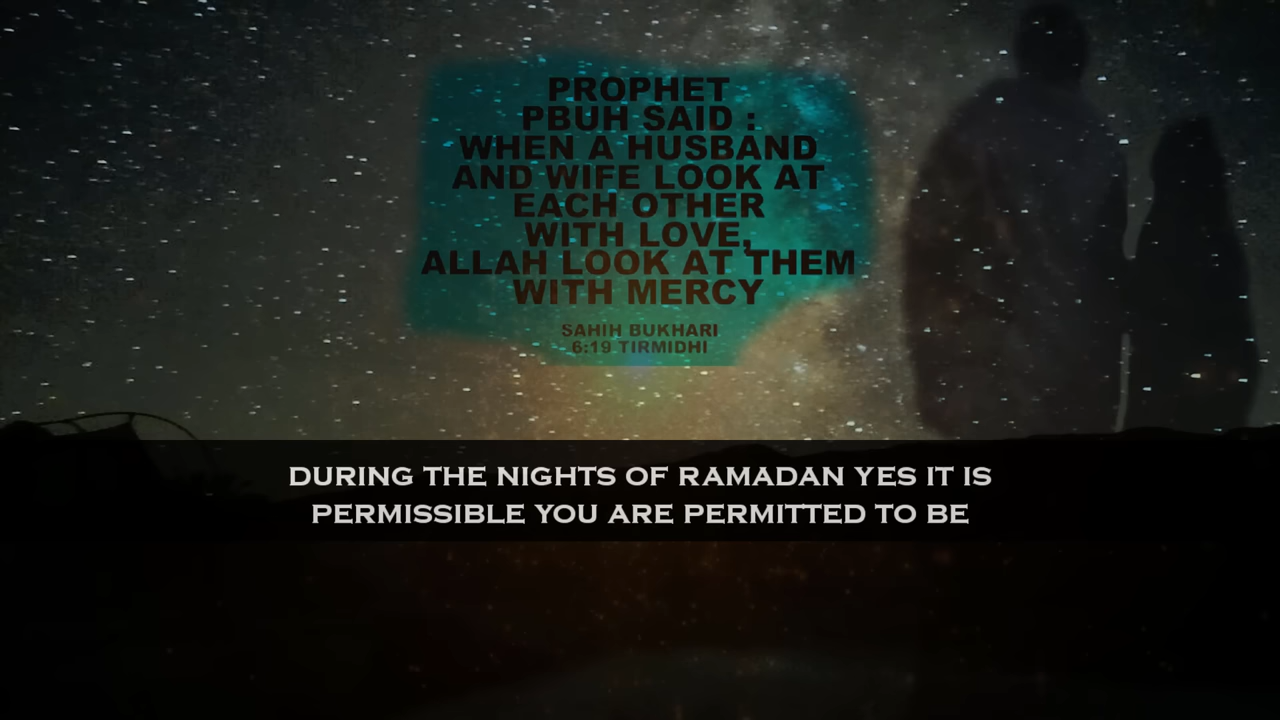 PROPHET
PBUH SAID :
WHEN A HUSBAND
AND WIFE LOOK AT
EACH OTHER
WITH LOVE,
ALLAH LOOK AT THEM
WITH MERCY
SAHIH BUKHARI
6:19 TIRMIDHI
DURING THE NIGHTS OF RAMADAN YES IT IS
PERMISSIBLE YOU ARE PERMITTED TO BE